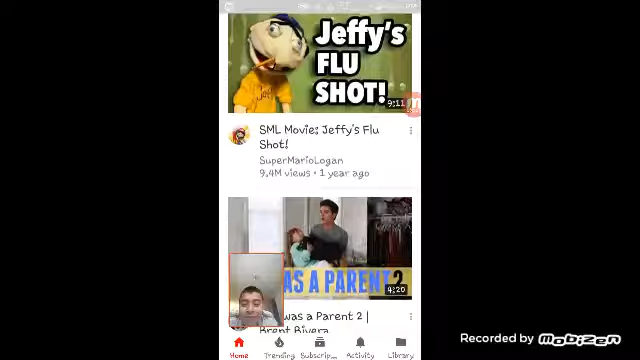 Jeffy's
FLU
SHOT!
9:11
SML Movie: Jeffy's Flu
Shot!
SuperMarioLogan
9.4M views • 1 year ago
AS A PARENT 2
4:20
was a Parent 2 |
Brent Rivera
Home
Trending
Subscrip...
Activity
Library
Recorded by Mobizen